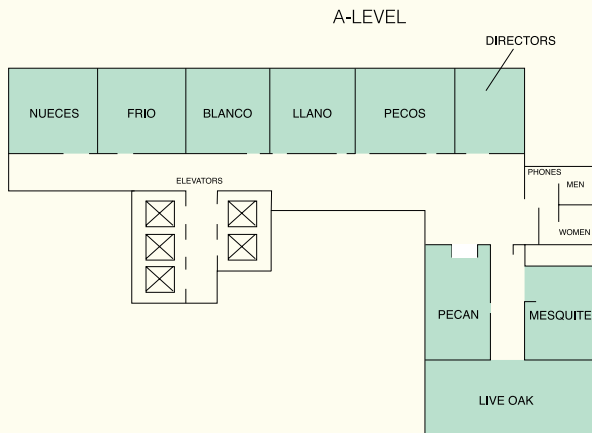 A-LEVEL
DIRECTORS
NUECES
FRIO
BLANCO
LLANO
PECOS
PHONES
MEN
ELEVATORS
WOMEN
PECAN
MESQUITE
LIVE OAK